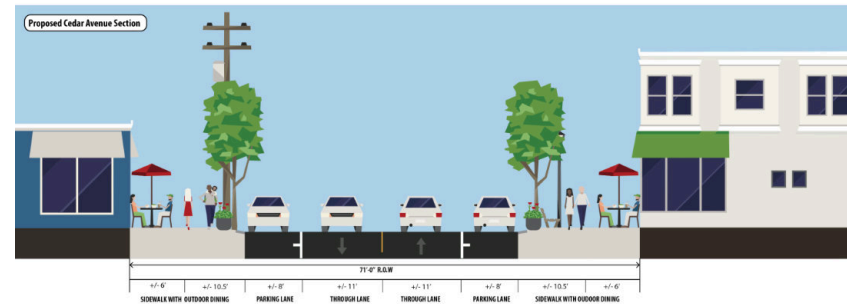 Proposed Cedar Avenue Section
71'-0" R.O.W
+/- 6' +/- 10.5' +/- 8' +/- 11' +/- 11' +/- 8' +/- 10.5' +/- 6'
SIDEWALK WITH OUTDOOR DINING PARKING LANE THROUGH LANE THROUGH LANE PARKING LANE SIDEWALK WITH OUDOOR DINING